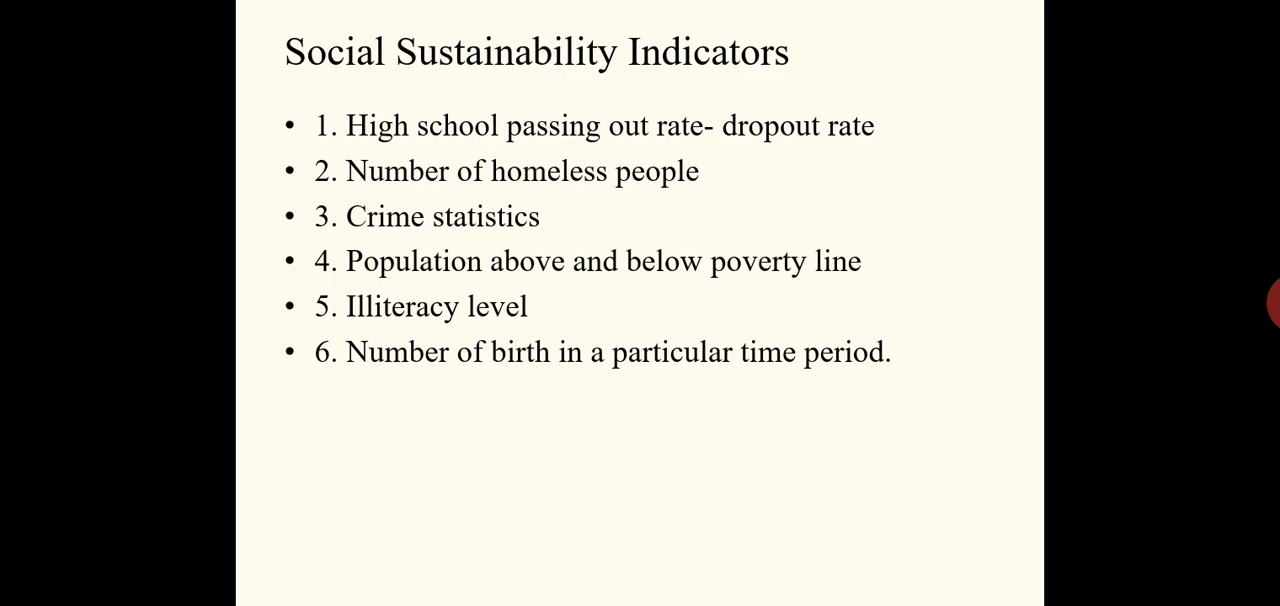 Social Sustainability Indicators
• 1. High school passing out rate- dropout rate
• 2. Number of homeless people
• 3. Crime statistics
• 4. Population above and below poverty line
• 5. Illiteracy level
• 6. Number of birth in a particular time period.